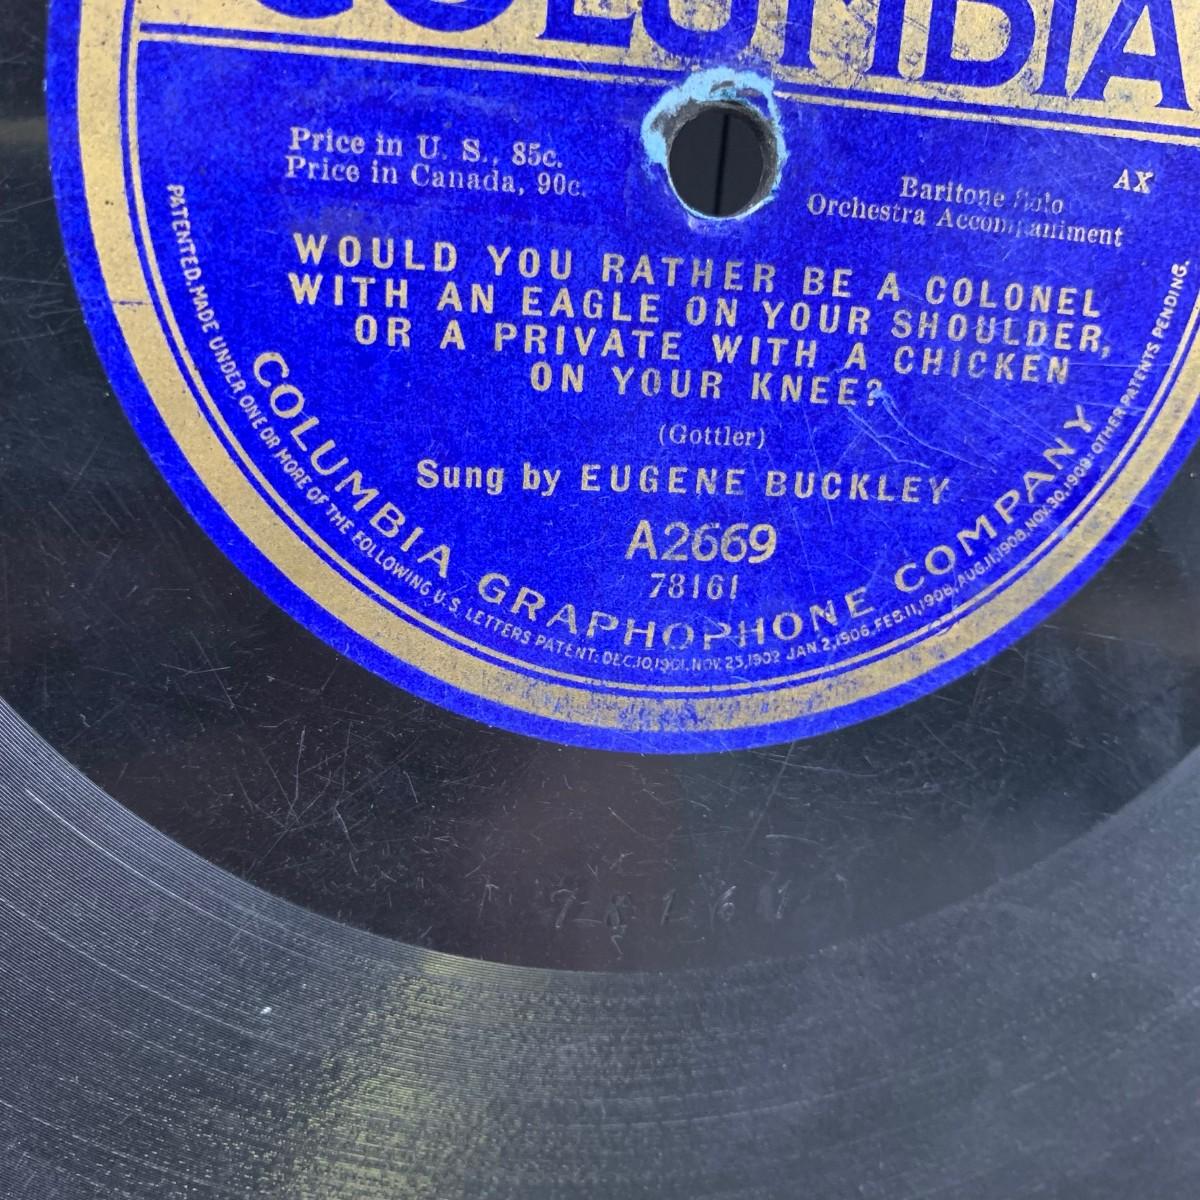 COLUMBIA
Price in U. S., 85c.
Price in Canada, 90c.
AX
Baritone Solo
Orchestra Accompaniment
WOULD YOU RATHER BE A COLONEL
WITH AN EAGLE ON YOUR SHOULDER,
OR A PRIVATE WITH A CHICKEN
ON YOUR KNEE?
(Gottler)
Sung by EUGENE BUCKLEY
A2669
78161
COLUMBIA GRAPHOPHONE COMPANY
PATENTED. MADE UNDER ONE OR MORE OF THE FOLLOWING U.S. LETTERS PATENT: DEC.10,1901, NOV. 25,1902 JAN. 2,1906, FEB.11,1908, AUG.11,1908, NOV.30,1909: OTHER PATENTS PENDING.
78161